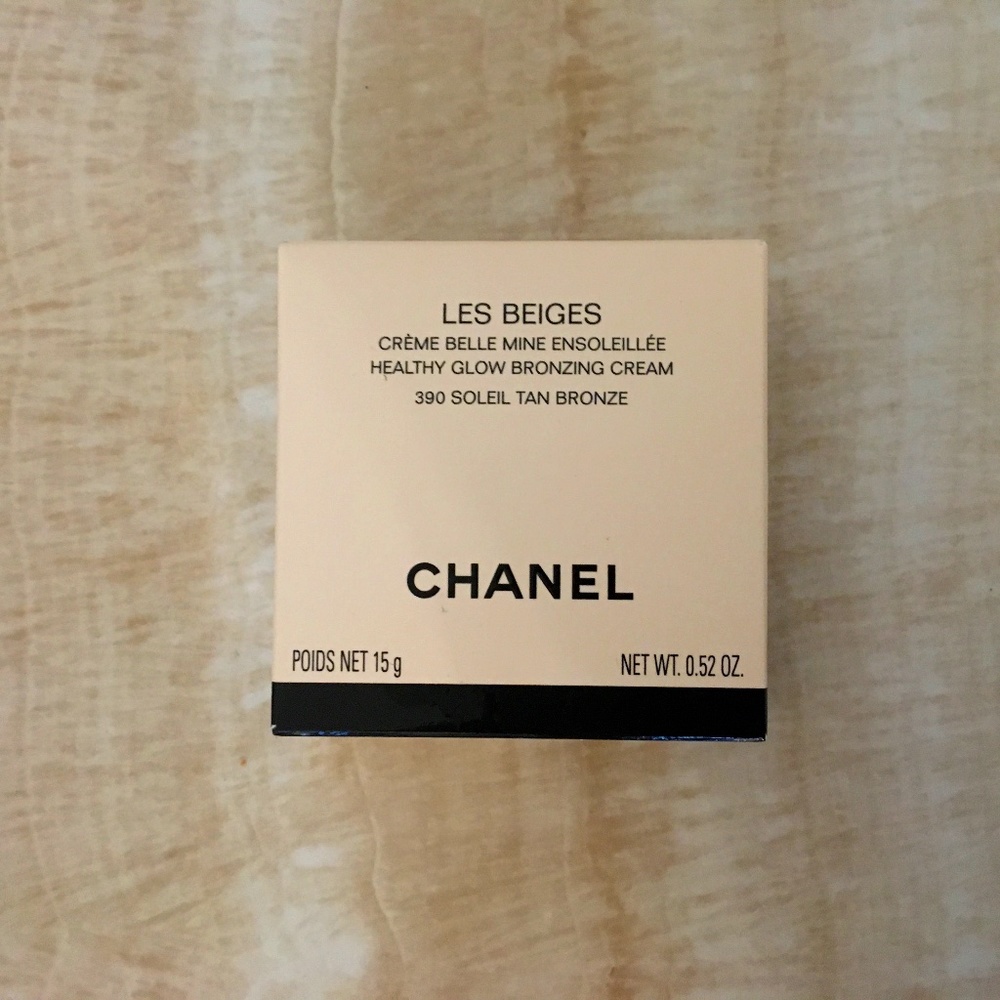 LES BEIGES
CRÈME BELLE MINE ENSOLEILLÉE
HEALTHY GLOW BRONZING CREAM
390 SOLEIL TAN BRONZE
CHANEL
POIDS NET 15 g NET WT. 0.52 OZ.